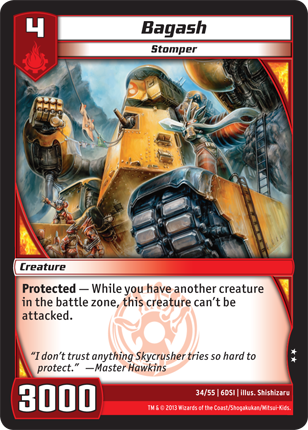 4
Bagash
Stomper
Creature
Protected — While you have another creature
in the battle zone, this creature can't be
attacked.
“I don't trust anything Skycrusher tries so hard to
protect.” —Master Hawkins
3000
34/55 | 6DSI | illus. Shishizaru
TM & © 2013 Wizards of the Coast/Shogakukan/Mitsui-Kids.